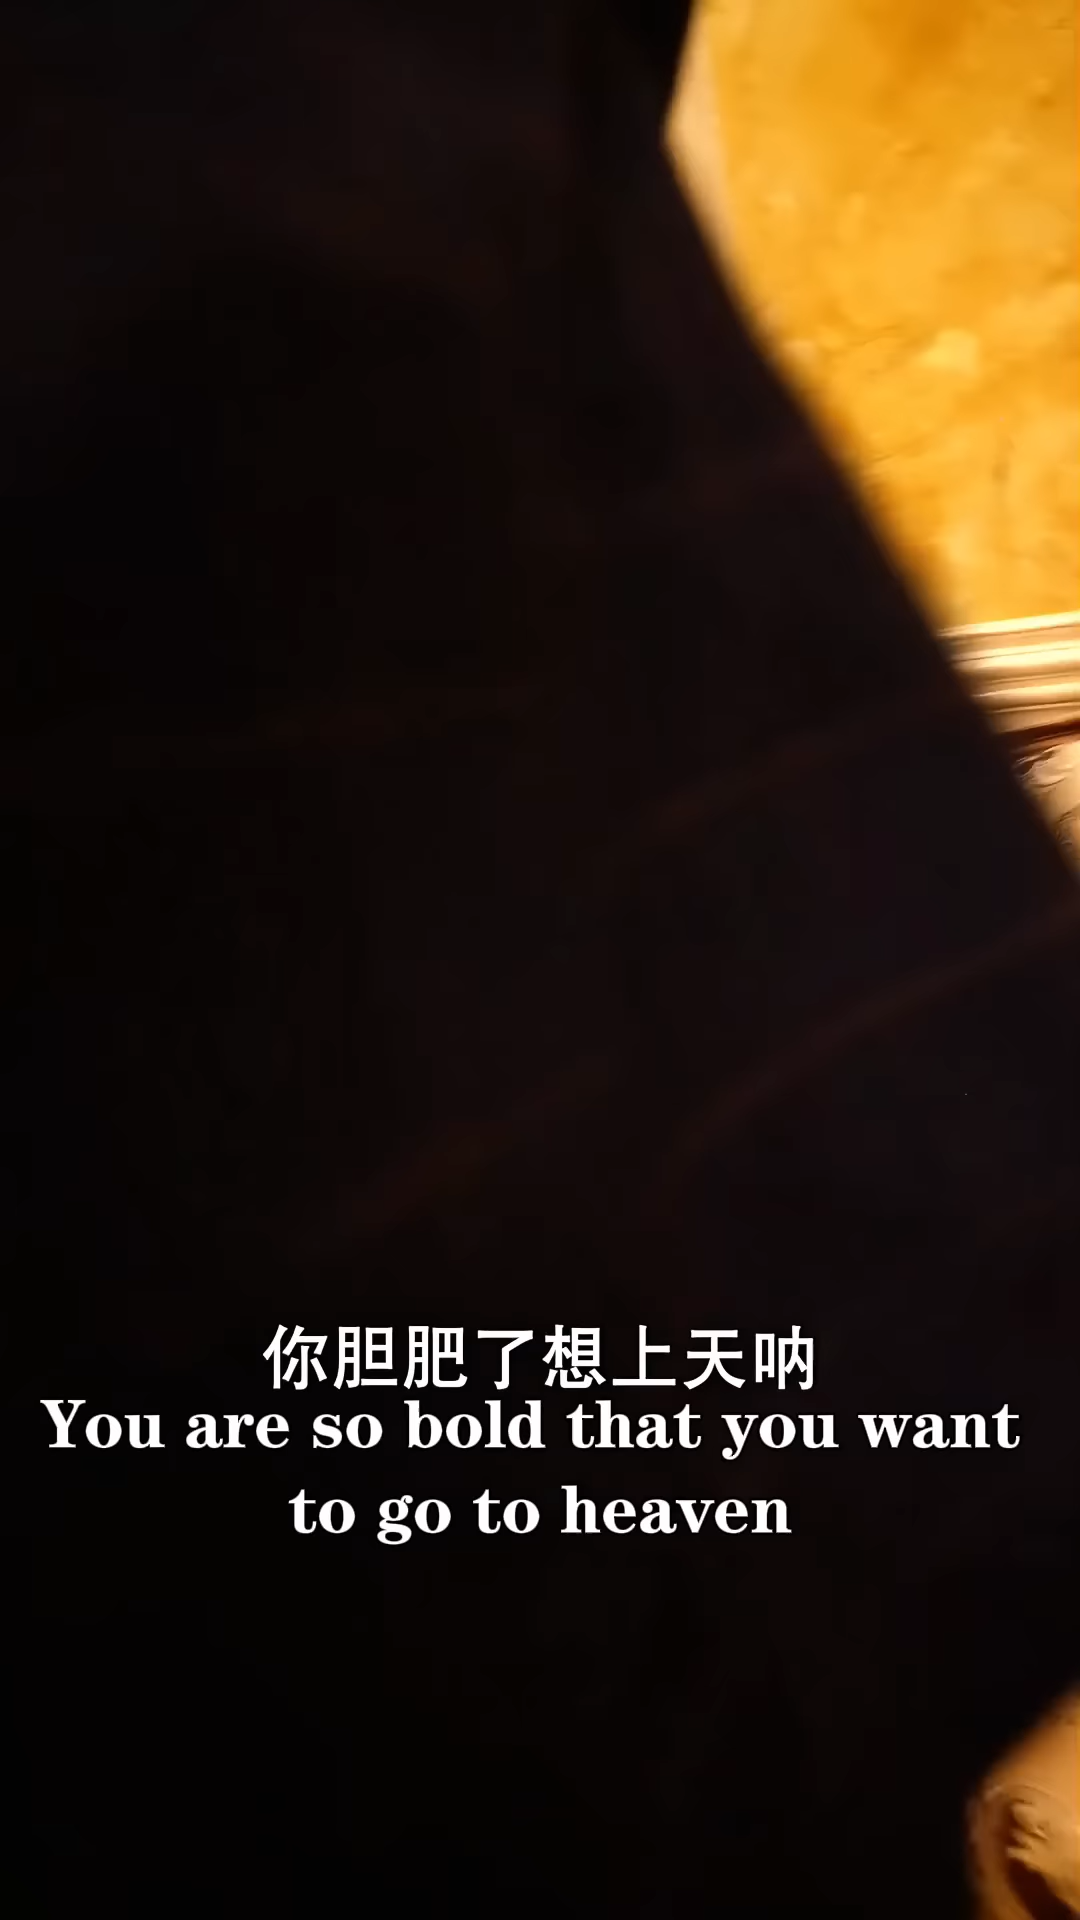 你胆肥了想上天呐
You are so bold that you want
to go to heaven